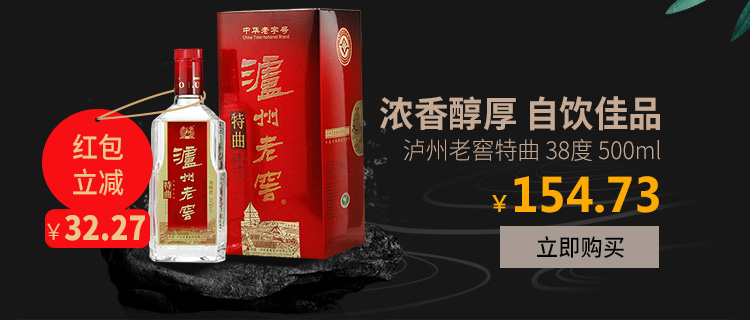 中华老字号
China Time-honored Brand
泸州老窖
特曲
泸州老窖
特曲
红包
立减
¥32.27
浓香醇厚 自饮佳品
泸州老窖特曲 38度 500ml
¥154.73
立即购买